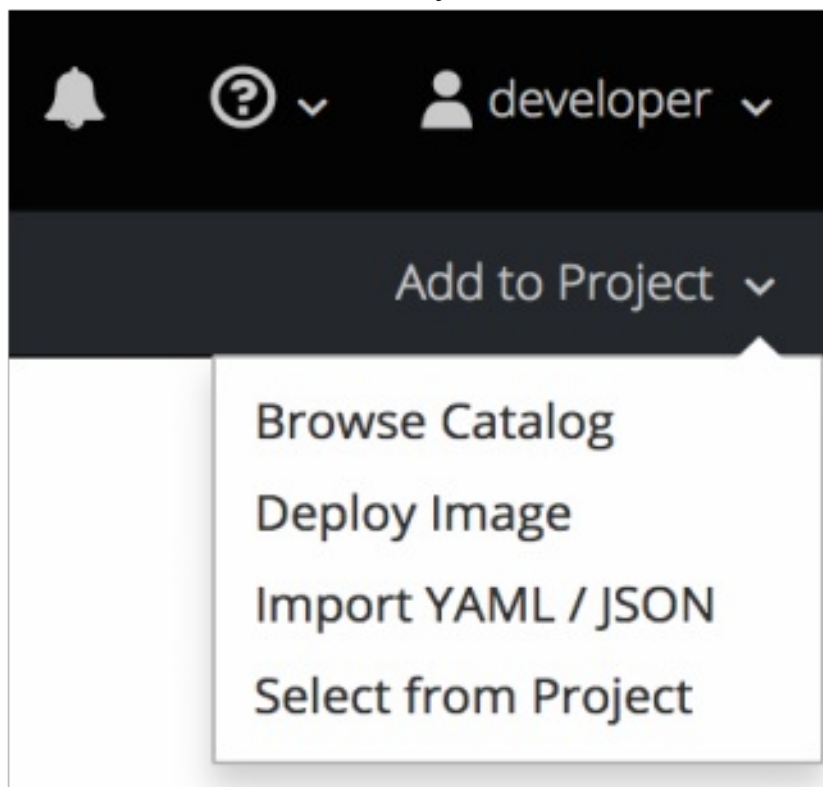 developer
Add to Project
Browse Catalog
Deploy Image
Import YAML / JSON
Select from Project